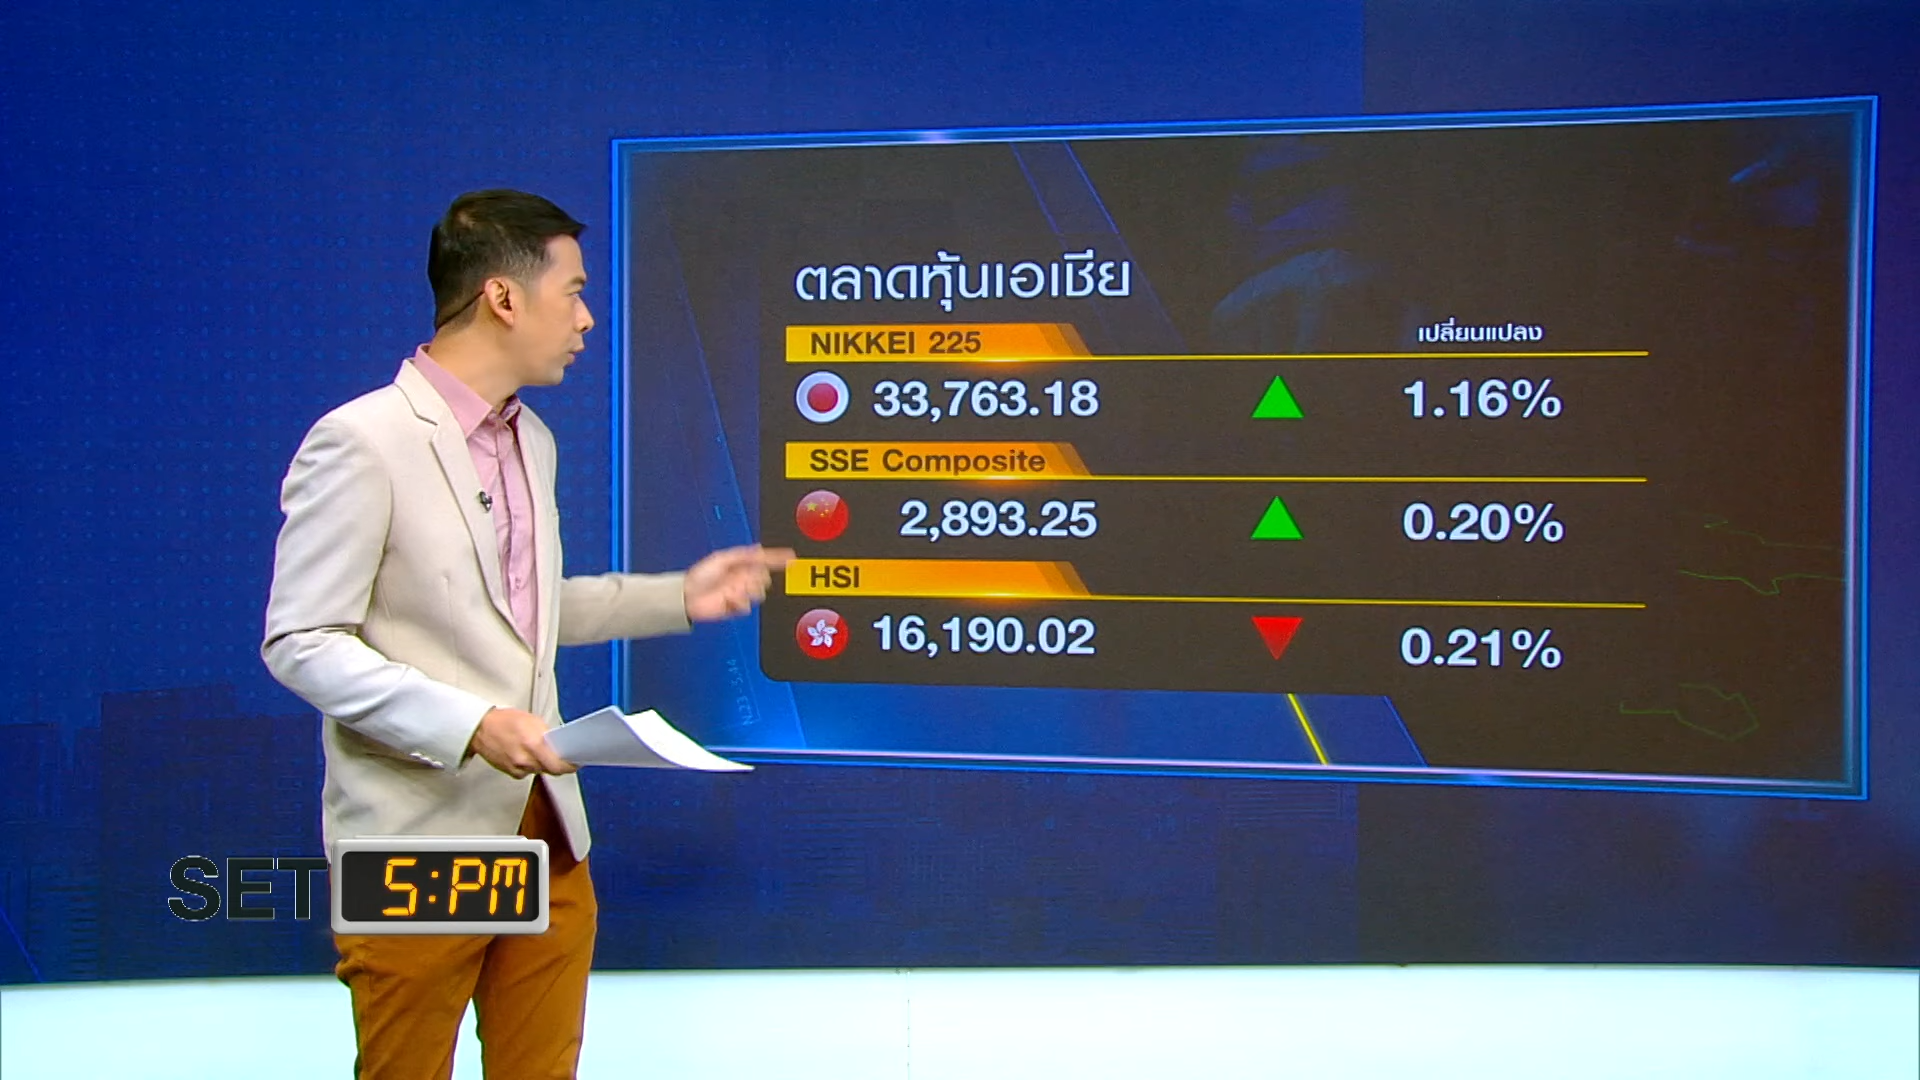 ตลาดหุ้นเอเชีย
เปลี่ยนแปลง
NIKKEI 225
33,763.18 1.16%
SSE Composite
2,893.25 0.20%
HSI
16,190.02 0.21%
SET 5:PM